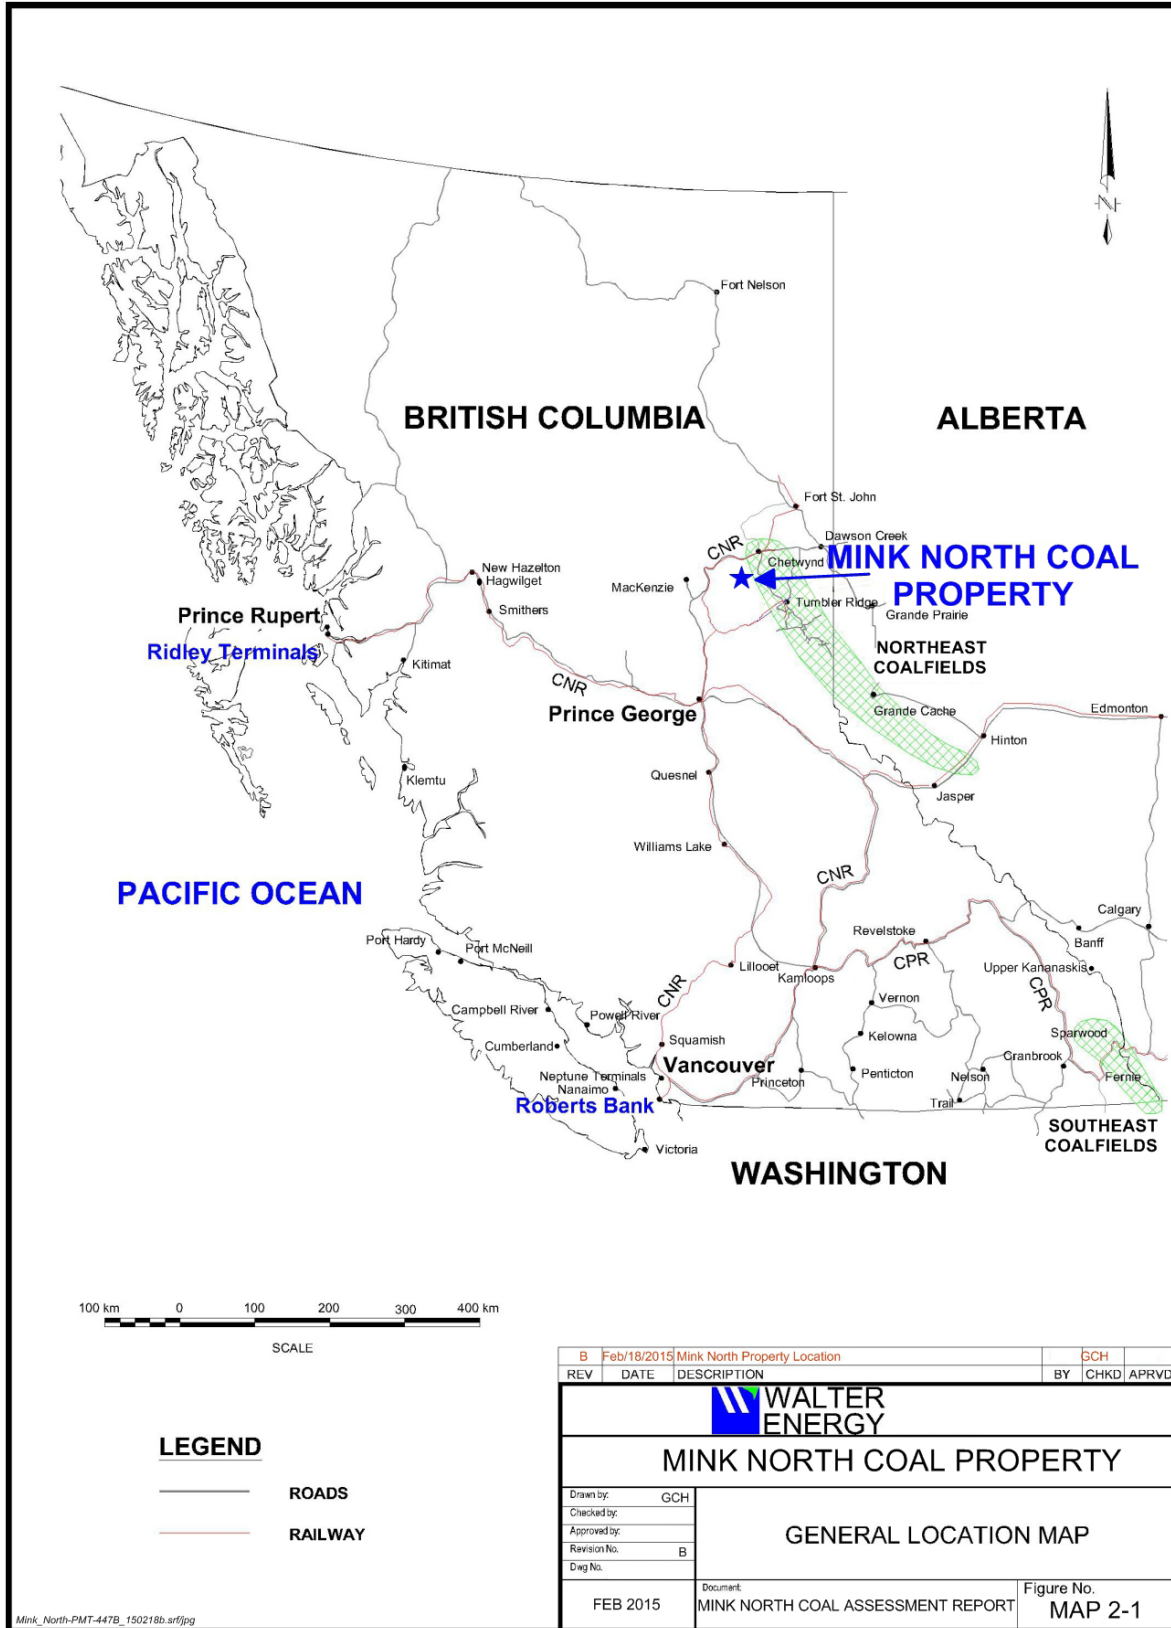 N
Fort Nelson
BRITISH COLUMBIA
ALBERTA
Fort St. John
Dawson Creek
CNR
Chetwynd
MINK NORTH COAL
PROPERTY
New Hazelton
Hagwilget
MacKenzie
Smithers
Tumbler Ridge
Grande Prairie
Prince Rupert
Ridley Terminals
NORTHEAST
COALFIELDS
Kitimat
CNR
Prince George
Grande Cache
Edmonton
Hinton
Quesnel
Klemtu
Jasper
Williams Lake
CNR
PACIFIC OCEAN
Calgary
Port Hardy
Port McNeill
Revelstoke
Banff
CPR
Lillooet
Kamloops
Upper Kananaskis
CNR
CPR
Vernon
Campbell River
Powell River
Kelowna
Sparwood
Squamish
Cumberland
Vancouver
Cranbrook
Neptune Terminals
Princeton
Penticton
Nelson
Fernie
Nanaimo
Roberts Bank
Trail
SOUTHEAST
COALFIELDS
Victoria
WASHINGTON
100 km 0 100 200 300 400 km
SCALE
LEGEND
ROADS
RAILWAY
B Feb/18/2015 Mink North Property Location GCH
REV DATE DESCRIPTION BY CHKD APRVD
WALTER
ENERGY
MINK NORTH COAL PROPERTY
Drawn by: GCH
Checked by:
Approved by:
Revision No. B
Dwg No.
GENERAL LOCATION MAP
FEB 2015
Document:
MINK NORTH COAL ASSESSMENT REPORT
Figure No.
MAP 2-1
Mink_North-PMT-447B_150218b.srf/jpg